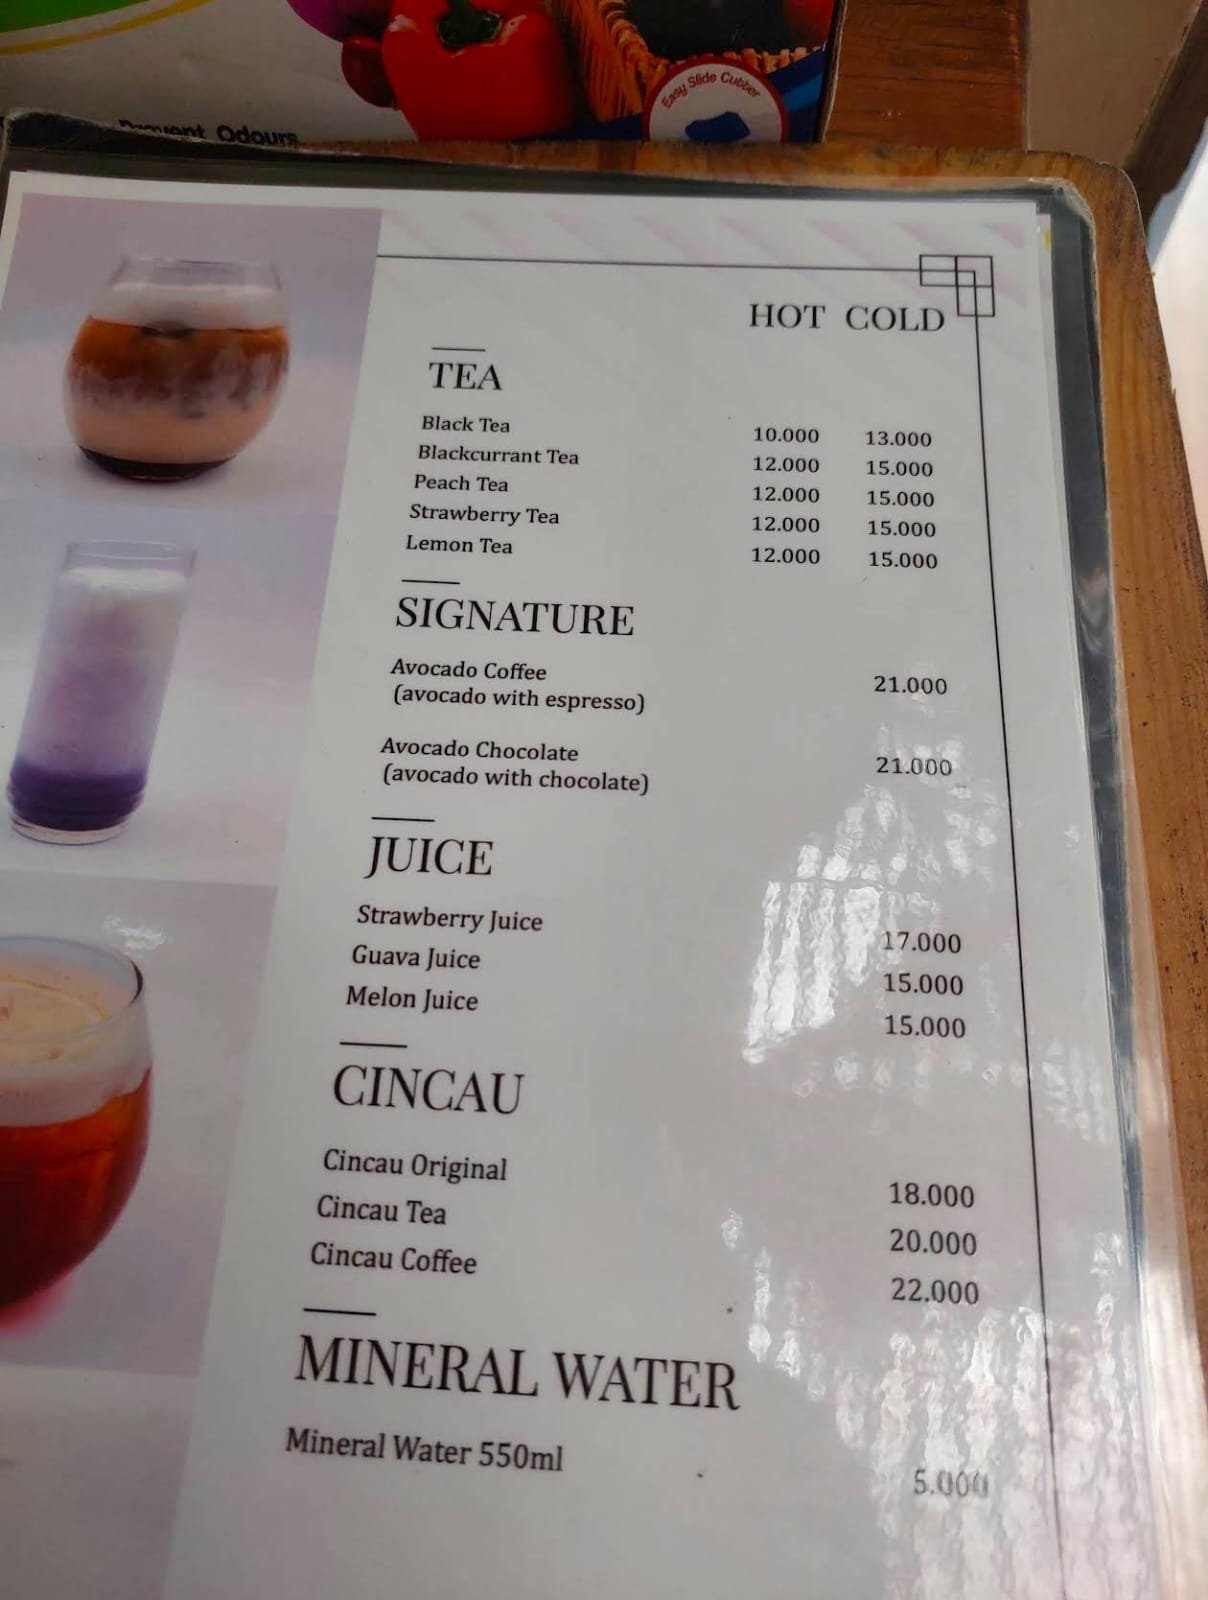 Easy Slide Cutter
Prevent Odours
HOT COLD
TEA
Black Tea 10.000 13.000
Blackcurrant Tea 12.000 15.000
Peach Tea 12.000 15.000
Strawberry Tea 12.000 15.000
Lemon Tea 12.000 15.000
SIGNATURE
Avocado Coffee 21.000
(avocado with espresso)
Avocado Chocolate 21.000
(avocado with chocolate)
JUICE
Strawberry Juice 17.000
Guava Juice 15.000
Melon Juice 15.000
CINCAU
Cincau Original 18.000
Cincau Tea 20.000
Cincau Coffee 22.000
MINERAL WATER
Mineral Water 550ml 5.000